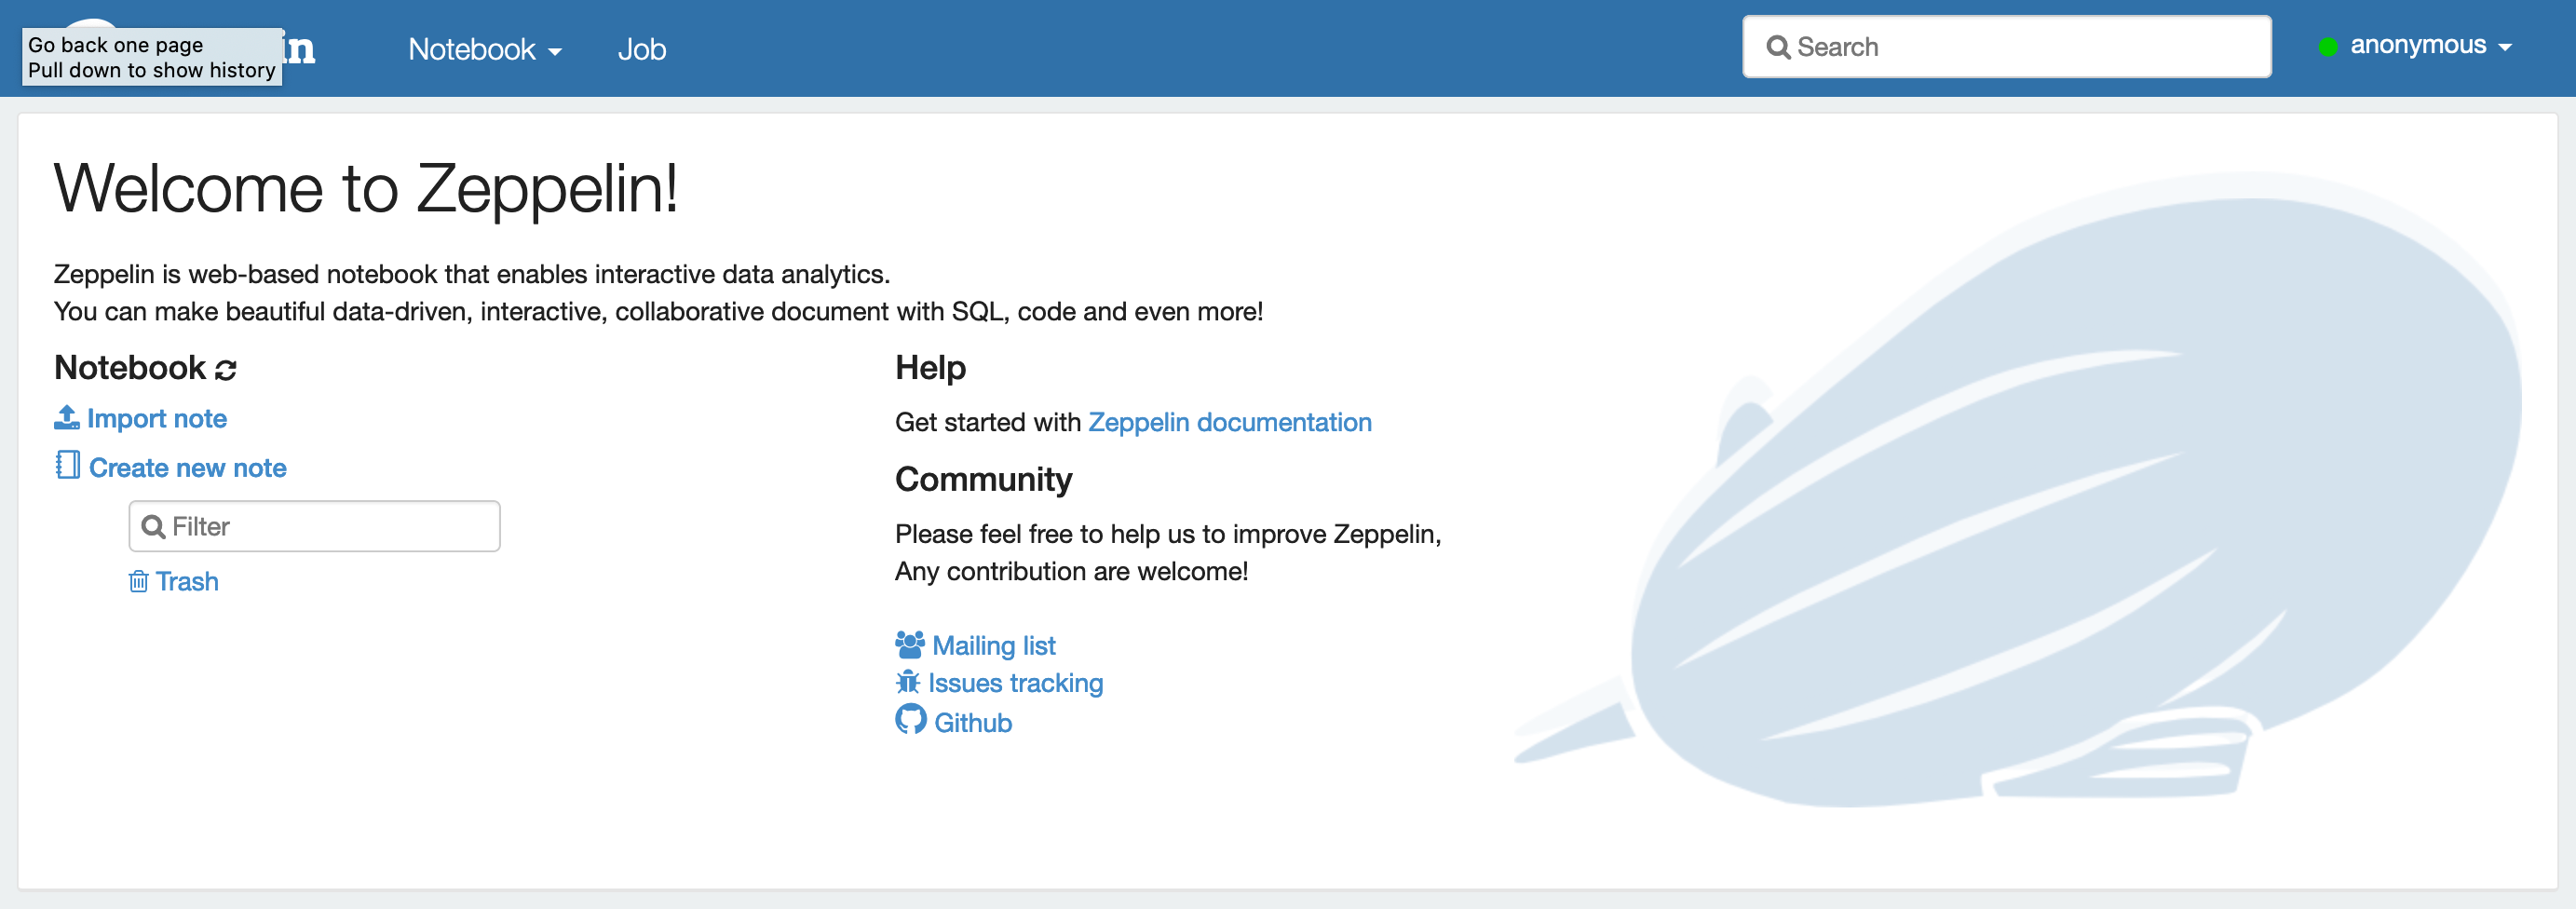 Go back one page
Pull down to show history
in
Notebook
Job
Search
anonymous
Welcome to Zeppelin!
Zeppelin is web-based notebook that enables interactive data analytics.
You can make beautiful data-driven, interactive, collaborative document with SQL, code and even more!
Notebook
Import note
Create new note
Filter
Trash
Help
Get started with Zeppelin documentation
Community
Please feel free to help us to improve Zeppelin,
Any contribution are welcome!
Mailing list
Issues tracking
Github